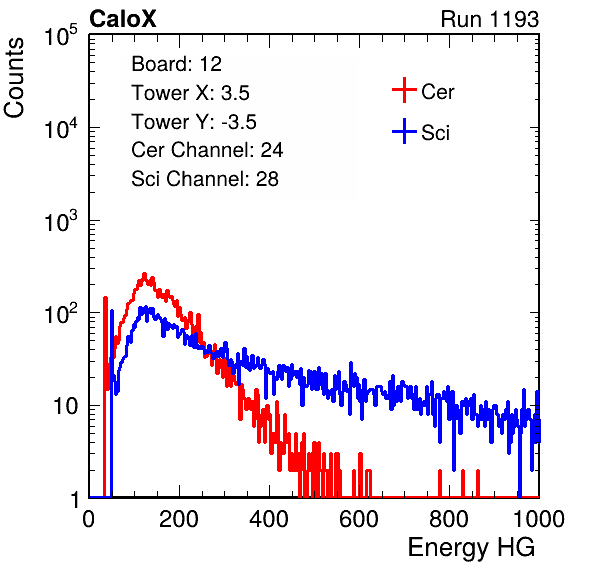 CaloX Run 1193
Counts
Board: 12
Tower X: 3.5
Tower Y: -3.5
Cer Channel: 24
Sci Channel: 28
Cer
Sci
10^5
10^4
10^3
10^2
10
1
0 200 400 600 800 1000
Energy HG